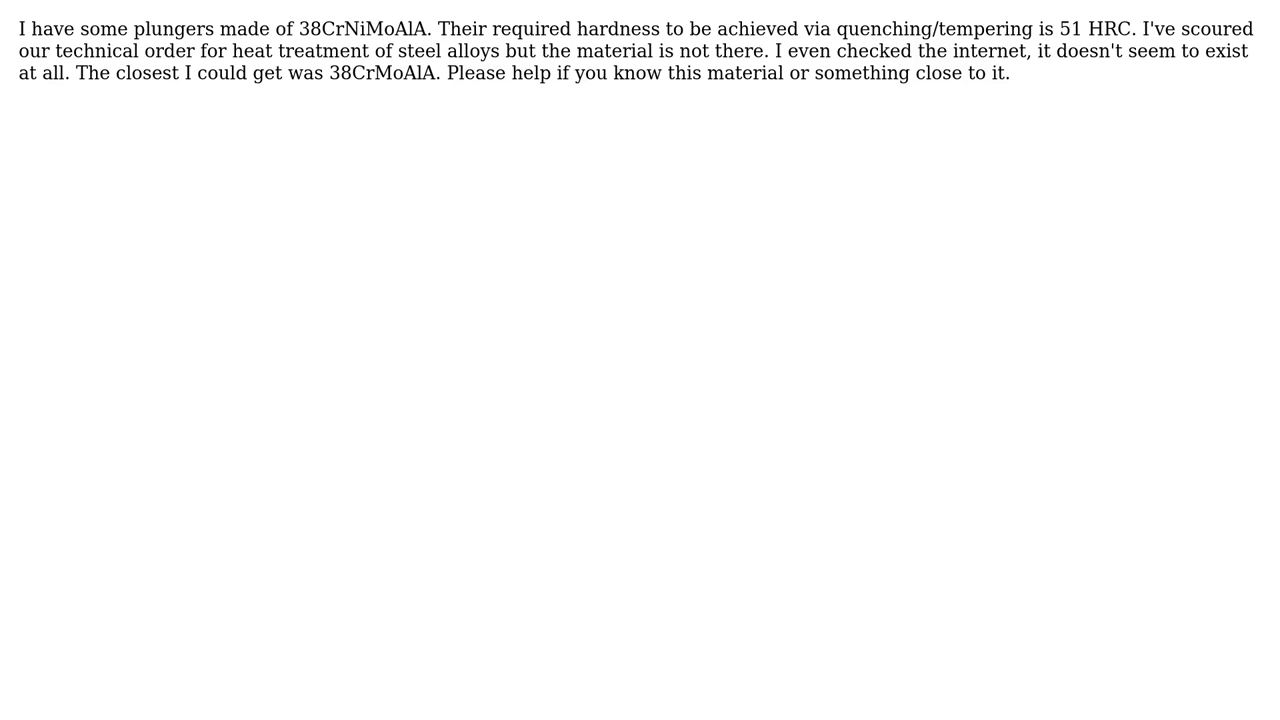 I have some plungers made of 38CrNiMoAlA. Their required hardness to be achieved via quenching/tempering is 51 HRC. I've scoured
our technical order for heat treatment of steel alloys but the material is not there. I even checked the internet, it doesn't seem to exist
at all. The closest I could get was 38CrMoAlA. Please help if you know this material or something close to it.